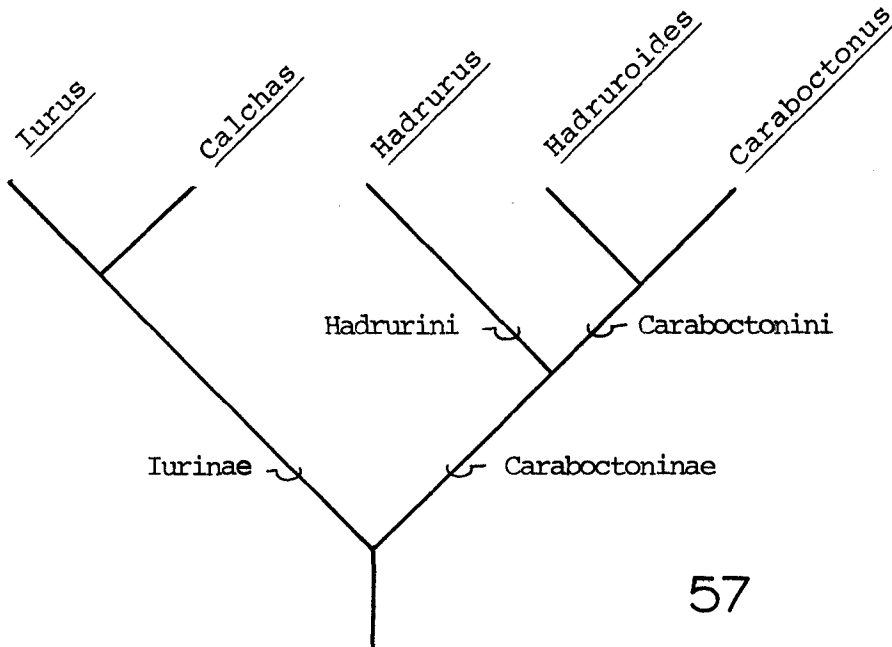 Iurus
Calchas
Hadrurus
Hadruroides
Caraboctonus
Hadrurini
Caraboctonini
Iurinae
Caraboctoninae
57